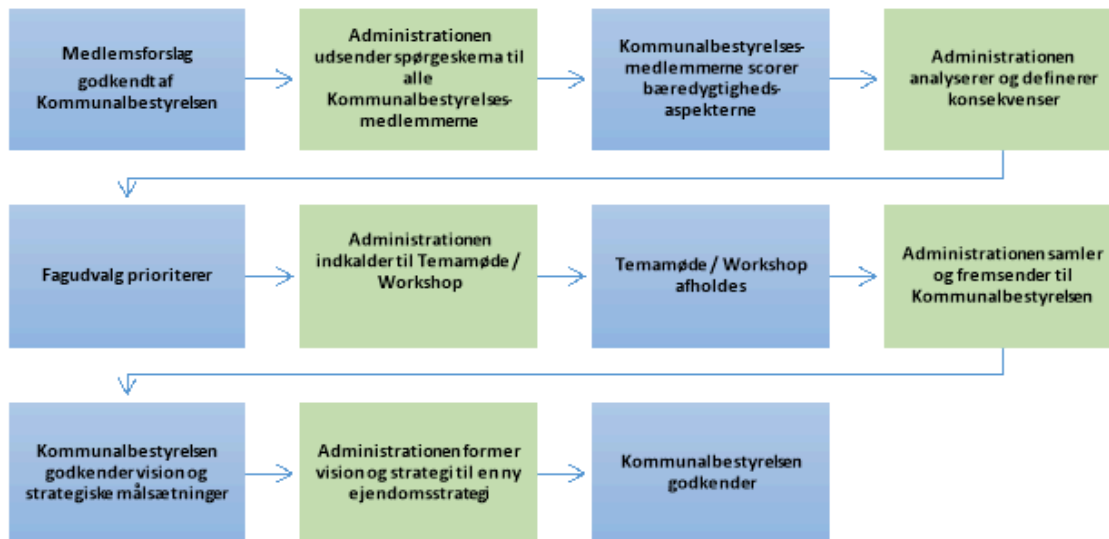 Medlemsforslag
godkendt af
Kommunalbestyrelsen
Administrationen
udsender spørgeskema til
alle
Kommunalbestyrelses-
medlemmerne
Kommunalbestyrelses-
medlemmerne scorer
bæredygtigheds-
aspekterne
Administrationen
analyserer og definerer
konsekvenser
Fagudvalg prioriterer
Administrationen
indkalder til Temamøde /
Workshop
Temamøde / Workshop
afholdes
Administrationen samler
og fremsender til
Kommunalbestyrelsen
Kommunalbestyrelsen
godkender vision og
strategiske målsætninger
Administrationen former
vision og strategi til en ny
ejendomsstrategi
Kommunalbestyrelsen
godkender